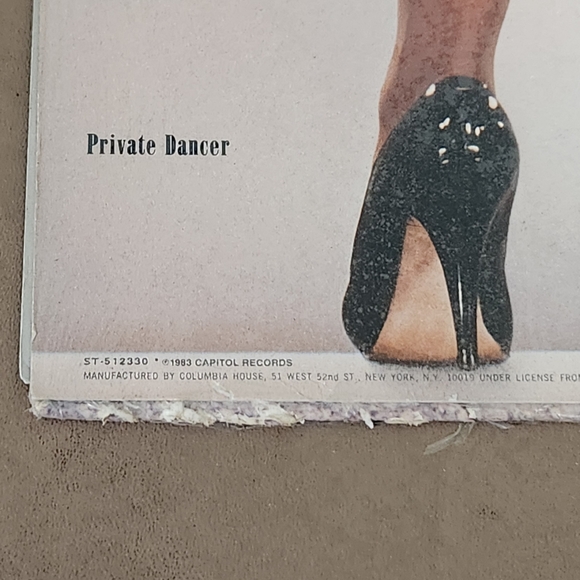 Private Dancer
ST-512330 * ℗1983 CAPITOL RECORDS
MANUFACTURED BY COLUMBIA HOUSE, 51 WEST 52nd ST., NEW YORK, N.Y. 10019 UNDER LICENSE FROM